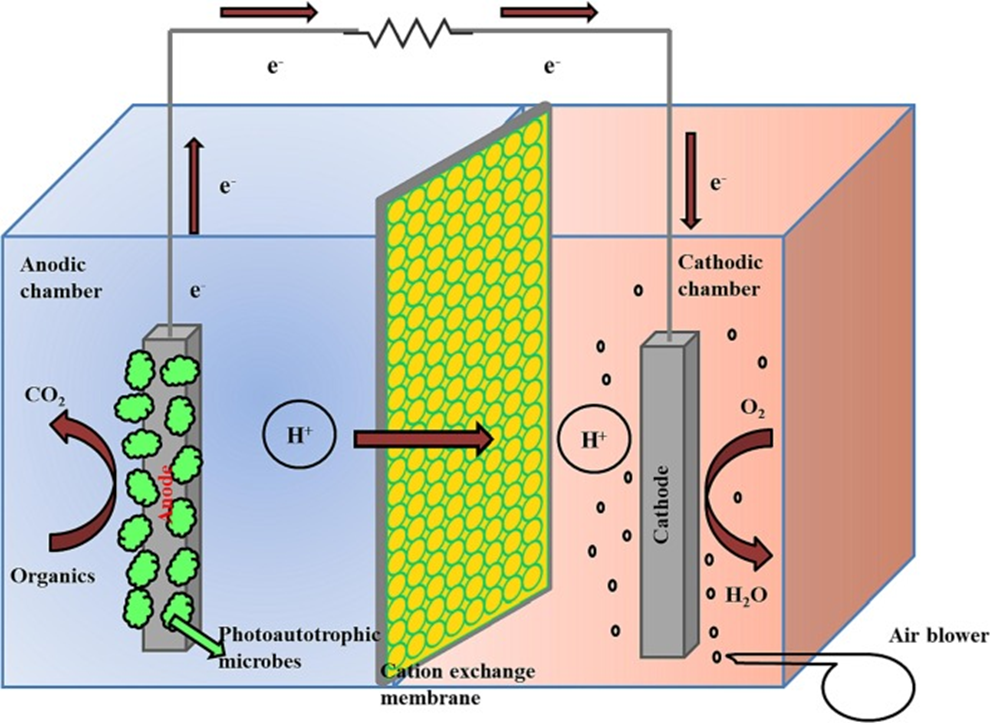 e⁻
e⁻
e⁻
e⁻
Anodic
chamber
e⁻
Cathodic
chamber
CO₂
O₂
H⁺
H⁺
Anode
Cathode
Organics
H₂O
Photoautotrophic
microbes
Air blower
Cation exchange
membrane